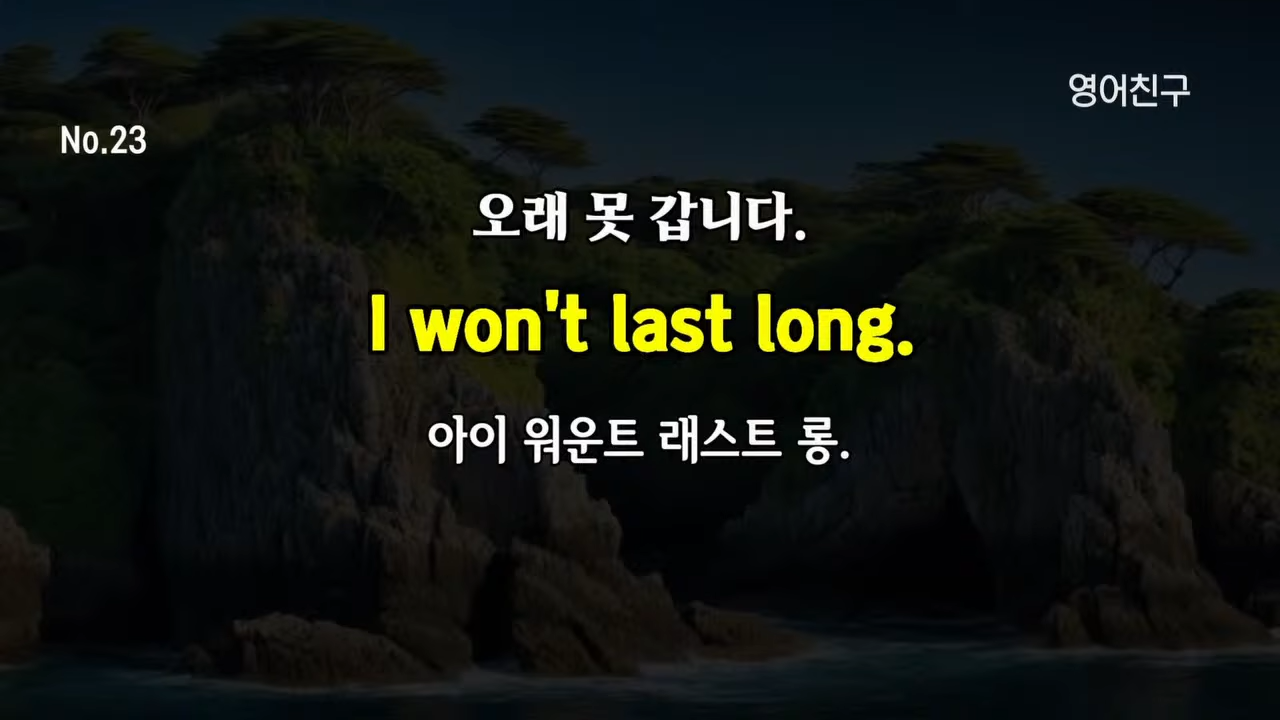 영어친구
No.23
오래 못 갑니다.
I won't last long.
아이 워운트 래스트 롱.